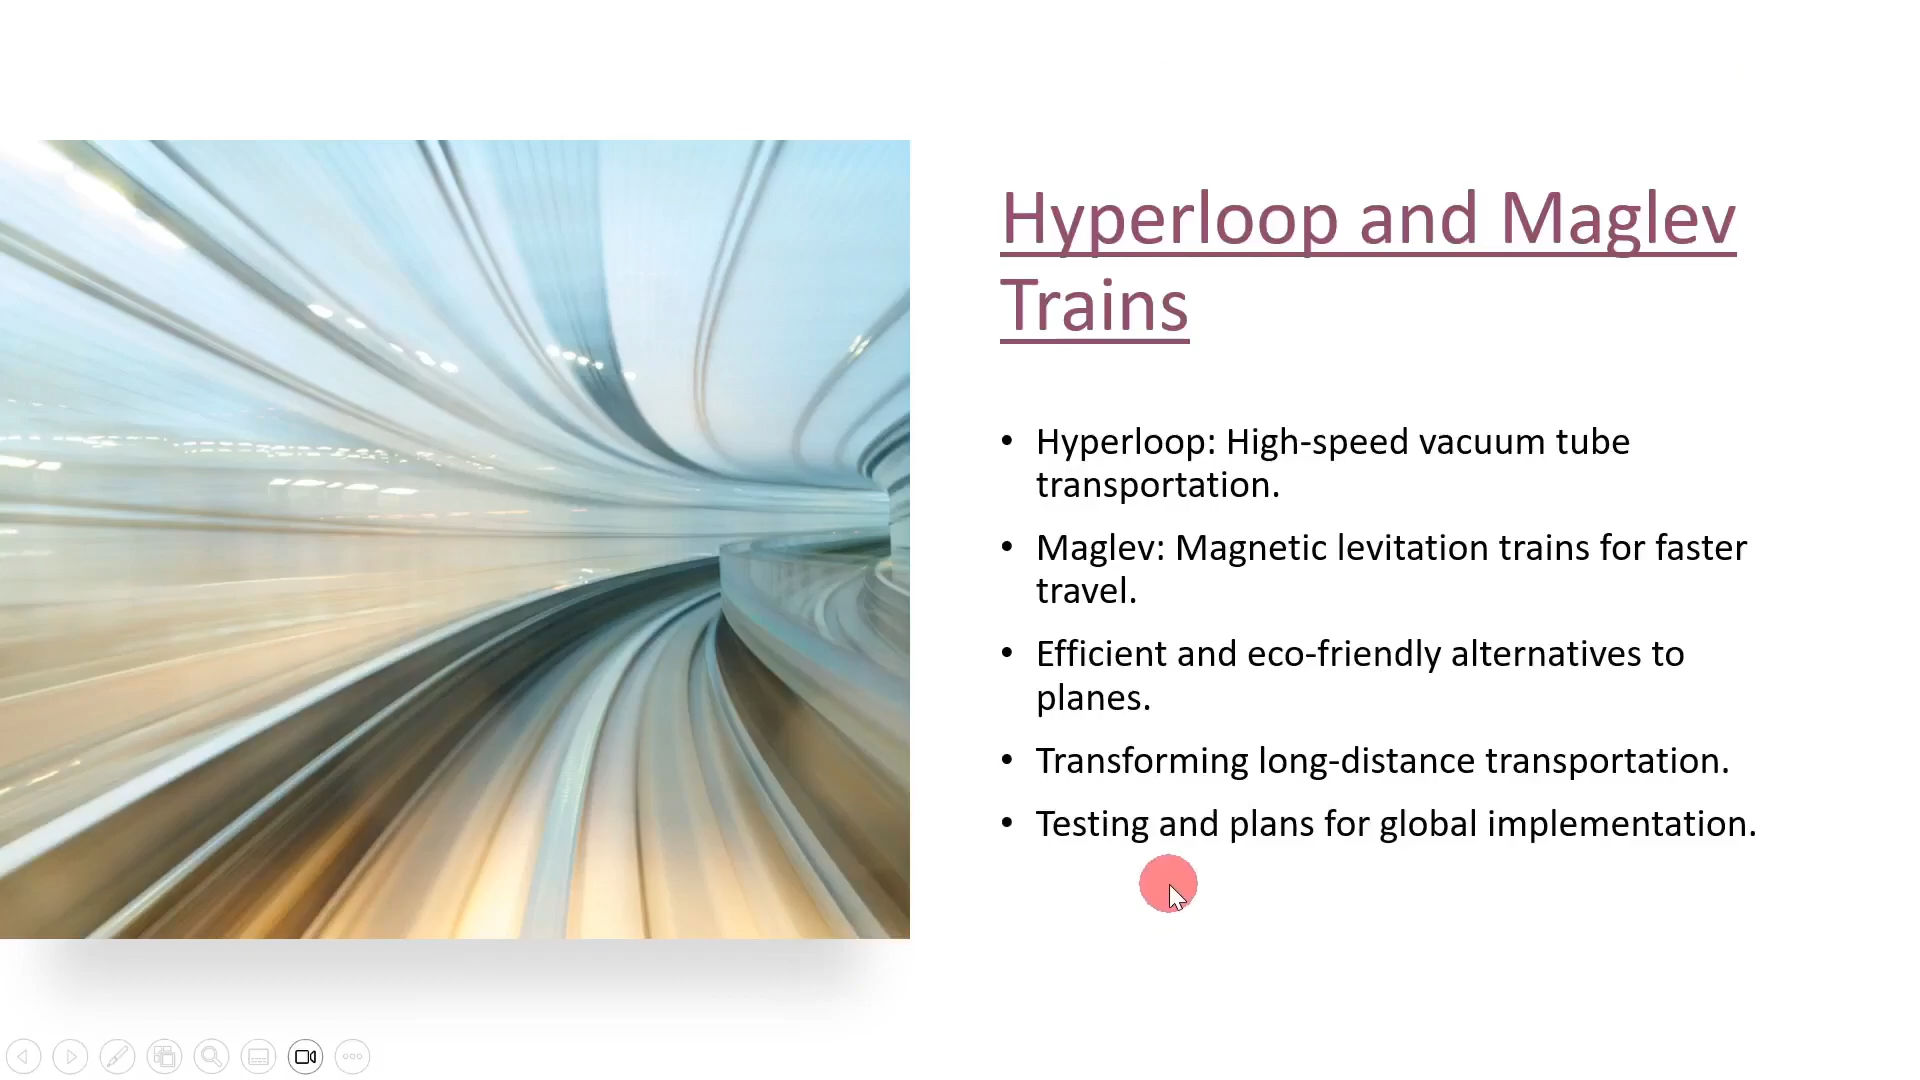 Hyperloop and Maglev
Trains
• Hyperloop: High-speed vacuum tube
transportation.
• Maglev: Magnetic levitation trains for faster
travel.
• Efficient and eco-friendly alternatives to
planes.
• Transforming long-distance transportation.
• Testing and plans for global implementation.